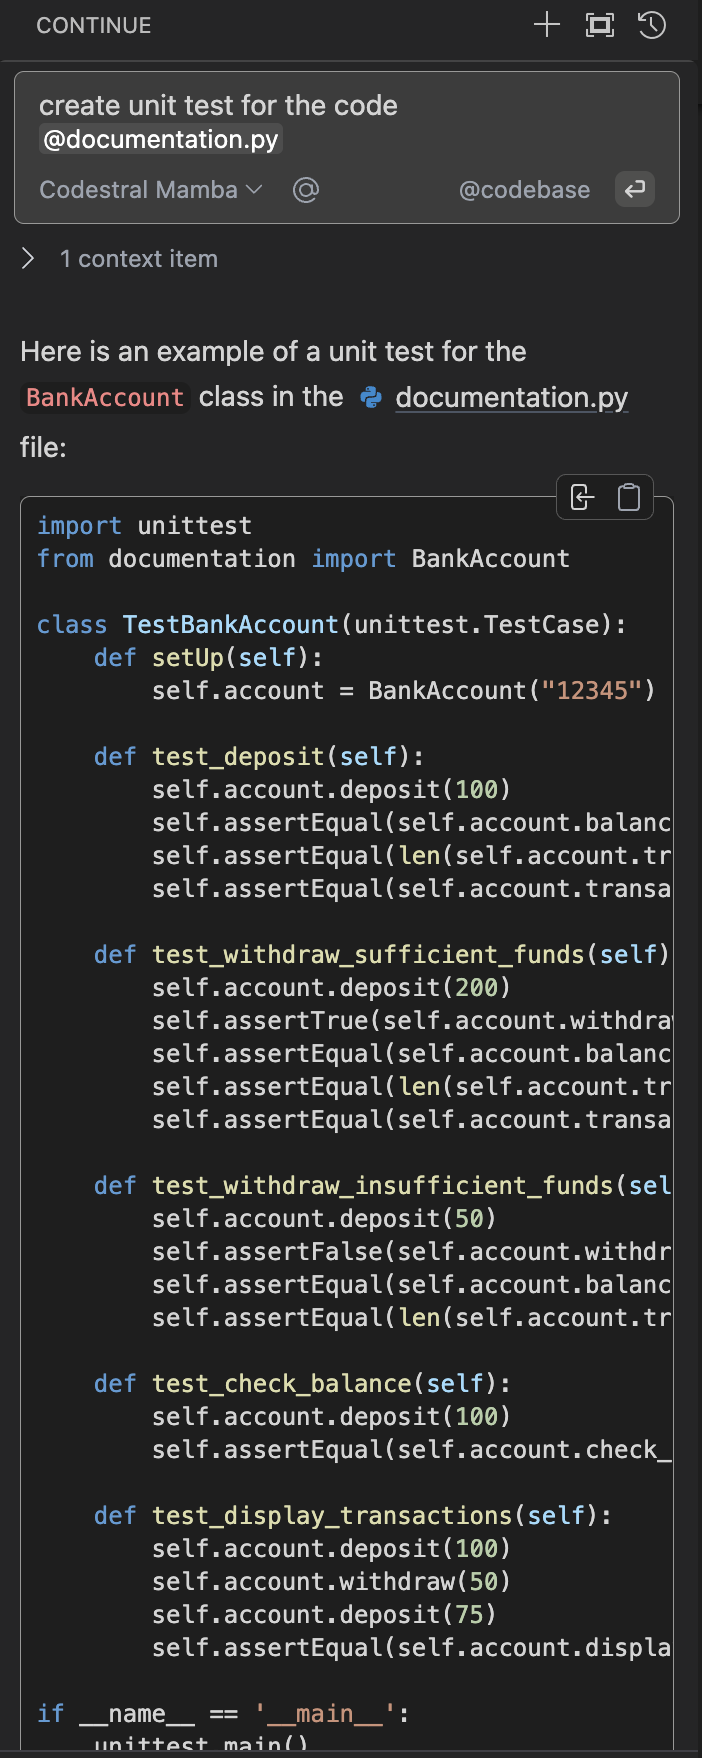 CONTINUE
create unit test for the code
@documentation.py
Codestral Mamba @codebase
1 context item
Here is an example of a unit test for the
BankAccount class in the documentation.py
file:
import unittest
from documentation import BankAccount
class TestBankAccount(unittest.TestCase):
    def setUp(self):
        self.account = BankAccount("12345")
    def test_deposit(self):
        self.account.deposit(100)
        self.assertEqual(self.account.balanc
        self.assertEqual(len(self.account.tr
        self.assertEqual(self.account.transa
    def test_withdraw_sufficient_funds(self)
        self.account.deposit(200)
        self.assertTrue(self.account.withdra
        self.assertEqual(self.account.balanc
        self.assertEqual(len(self.account.tr
        self.assertEqual(self.account.transa
    def test_withdraw_insufficient_funds(sel
        self.account.deposit(50)
        self.assertFalse(self.account.withdr
        self.assertEqual(self.account.balanc
        self.assertEqual(len(self.account.tr
    def test_check_balance(self):
        self.account.deposit(100)
        self.assertEqual(self.account.check_
    def test_display_transactions(self):
        self.account.deposit(100)
        self.account.withdraw(50)
        self.account.deposit(75)
        self.assertEqual(self.account.displa
if __name__ == '__main__':
    unittest.main()